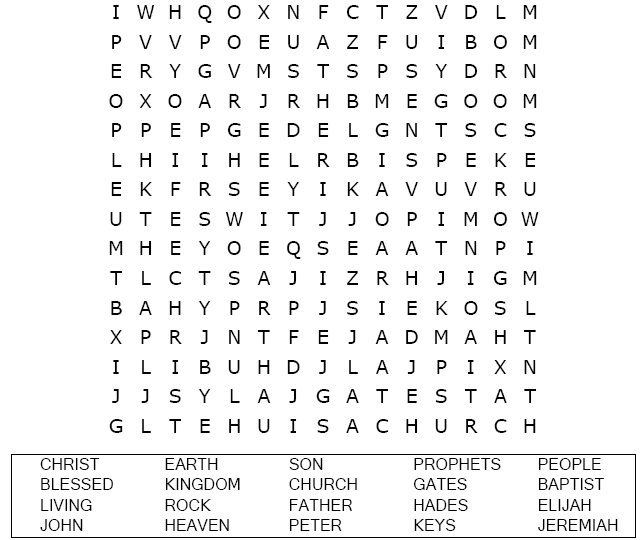 I W H Q O X N F C T Z V D L M
P V V P O E U A Z F U I B O M
E R Y G V M S T S P S Y D R N
O X O A R J R H B M E G O O M
P P E P G E D E L G N T S C S
L H I I H E L R B I S P E K E
E K F R S E Y I K A V U V R U
U T E S W I T J J O P I M O W
M H E Y O E Q S E A A T N P I
T L C T S A J I Z R H J I G M
B A H Y P R P J S I E K O S L
X P R J N T F E J A D M A H T
I L I B U H D J L A J P I X N
J J S Y L A J G A T E S T A T
G L T E H U I S A C H U R C H
CHRIST EARTH SON PROPHETS PEOPLE
BLESSED KINGDOM CHURCH GATES BAPTIST
LIVING ROCK FATHER HADES ELIJAH
JOHN HEAVEN PETER KEYS JEREMIAH